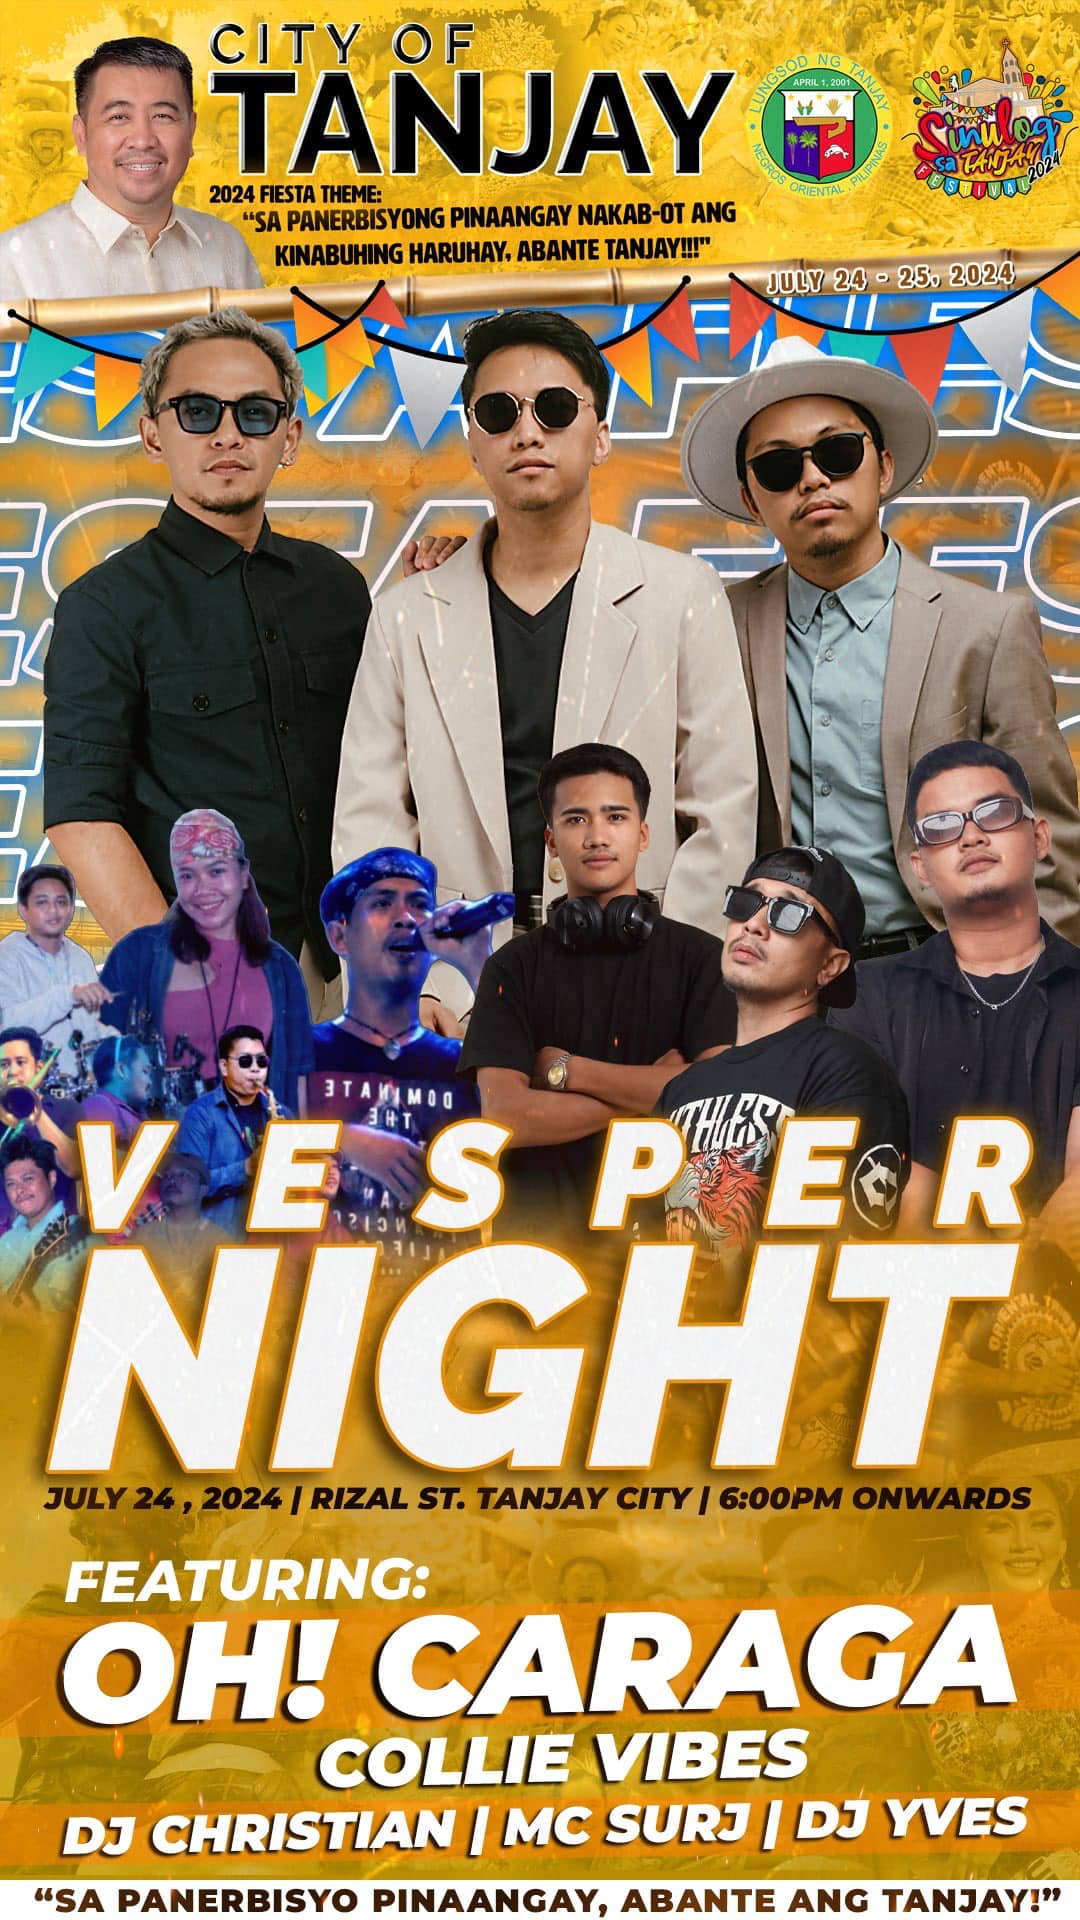 CITY OF
TANJAY
2024 FIESTA THEME:
“SA PANERBISYONG PINAANGAY NAKAB-OT ANG
KINABUHING HARUHAY, ABANTE TANJAY!!!"
LUNGSOD NG TANJAY
APRIL 1, 2001
NEGROS ORIENTAL, PILIPINAS
Sinulog
sa TANJAY
FESTIVAL 2024
JULY 24 - 25, 2024
DOMINATE
THE
VESPER
NIGHT
JULY 24 , 2024 | RIZAL ST. TANJAY CITY | 6:00PM ONWARDS
FEATURING:
OH! CARAGA
COLLIE VIBES
DJ CHRISTIAN | MC SURJ | DJ YVES
“SA PANERBISYO PINAANGAY, ABANTE ANG TANJAY!”